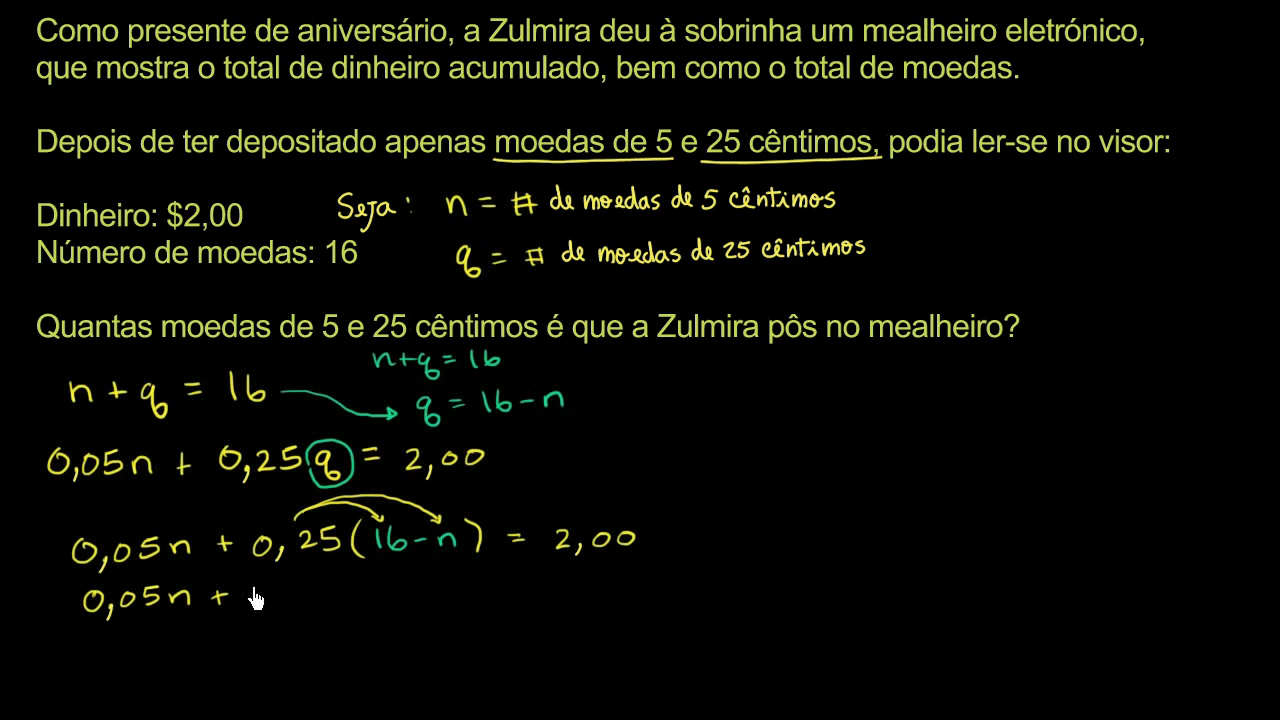 Como presente de aniversário, a Zulmira deu à sobrinha um mealheiro eletrónico,
que mostra o total de dinheiro acumulado, bem como o total de moedas.
Depois de ter depositado apenas moedas de 5 e 25 cêntimos, podia ler-se no visor:
Dinheiro: $2,00
Seja: n = # de moedas de 5 cêntimos
Número de moedas: 16
q = # de moedas de 25 cêntimos
Quantas moedas de 5 e 25 cêntimos é que a Zulmira pôs no mealheiro?
n+q = 16
n + q = 16
q = 16 - n
0,05n + 0,25q = 2,00
0,05n + 0,25(16-n) = 2,00
0,05n +